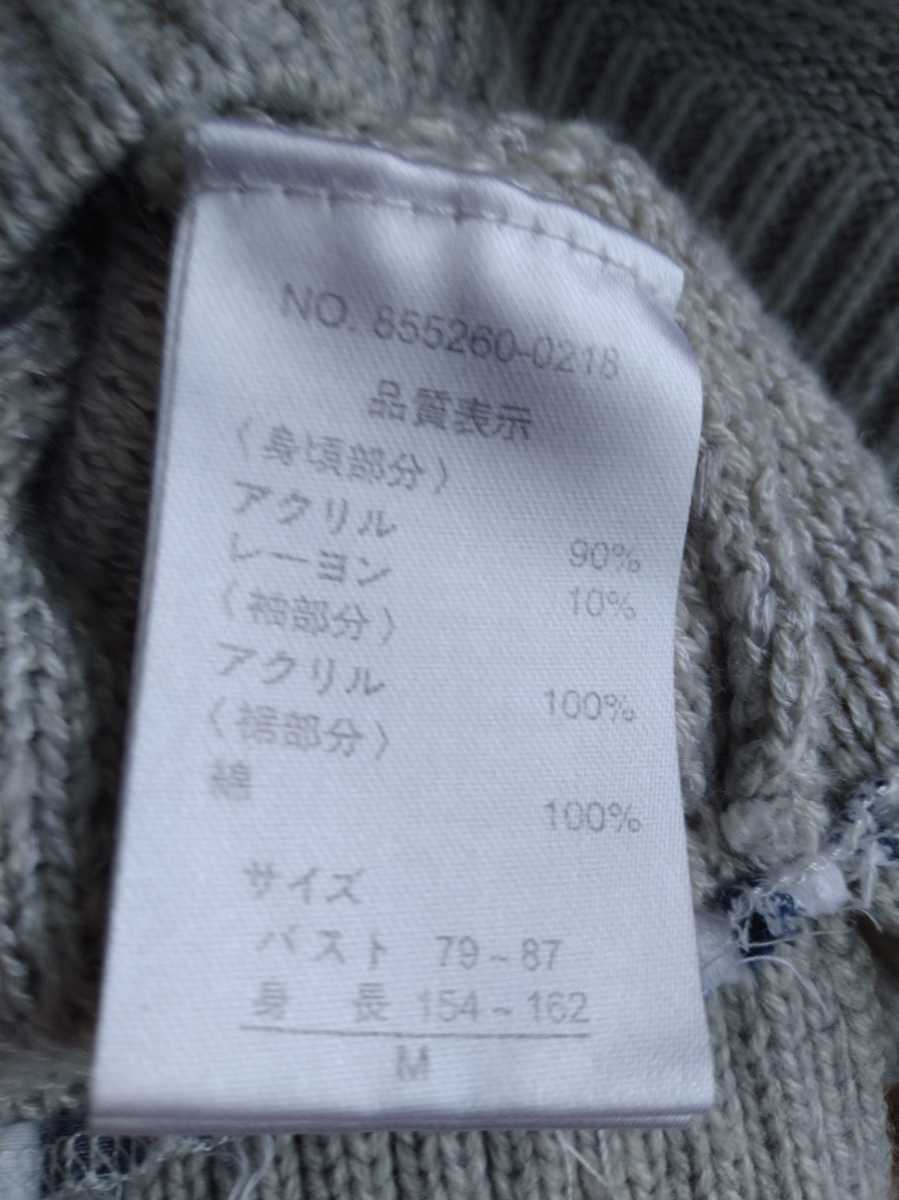 NO. 855260-0218
品質表示
(身頃部分)
アクリル 90%
レーヨン 10%
(袖部分)
アクリル 100%
(裾部分)
綿 100%
サイズ
バスト 79~87
身 長 154~162
M